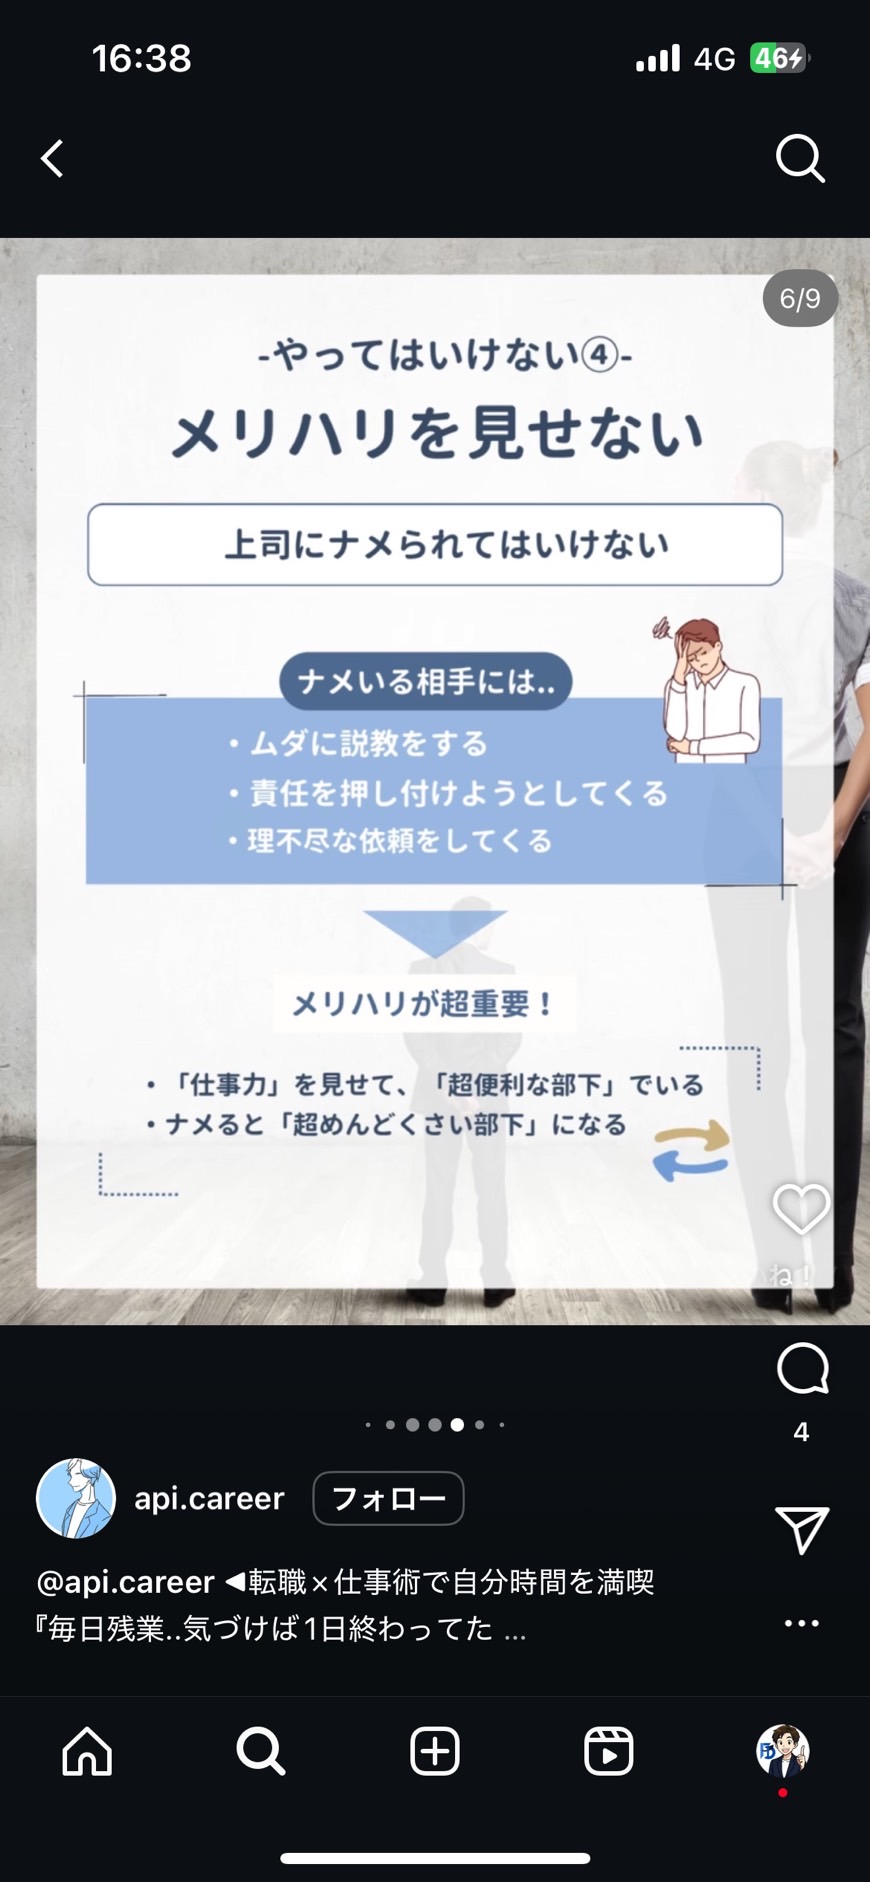 16:38
4G
46
6/9
-やってはいけない④-
メリハリを見せない
上司にナメられてはいけない
ナメいる相手には..
・ムダに説教をする
・責任を押し付けようとしてくる
・理不尽な依頼をしてくる
メリハリが超重要！
・「仕事力」を見せて、「超便利な部下」でいる
・ナメると「超めんどくさい部下」になる
ね！
4
api.career
フォロー
@api.career ◀転職×仕事術で自分時間を満喫
『毎日残業..気づけば1日終わってた ...